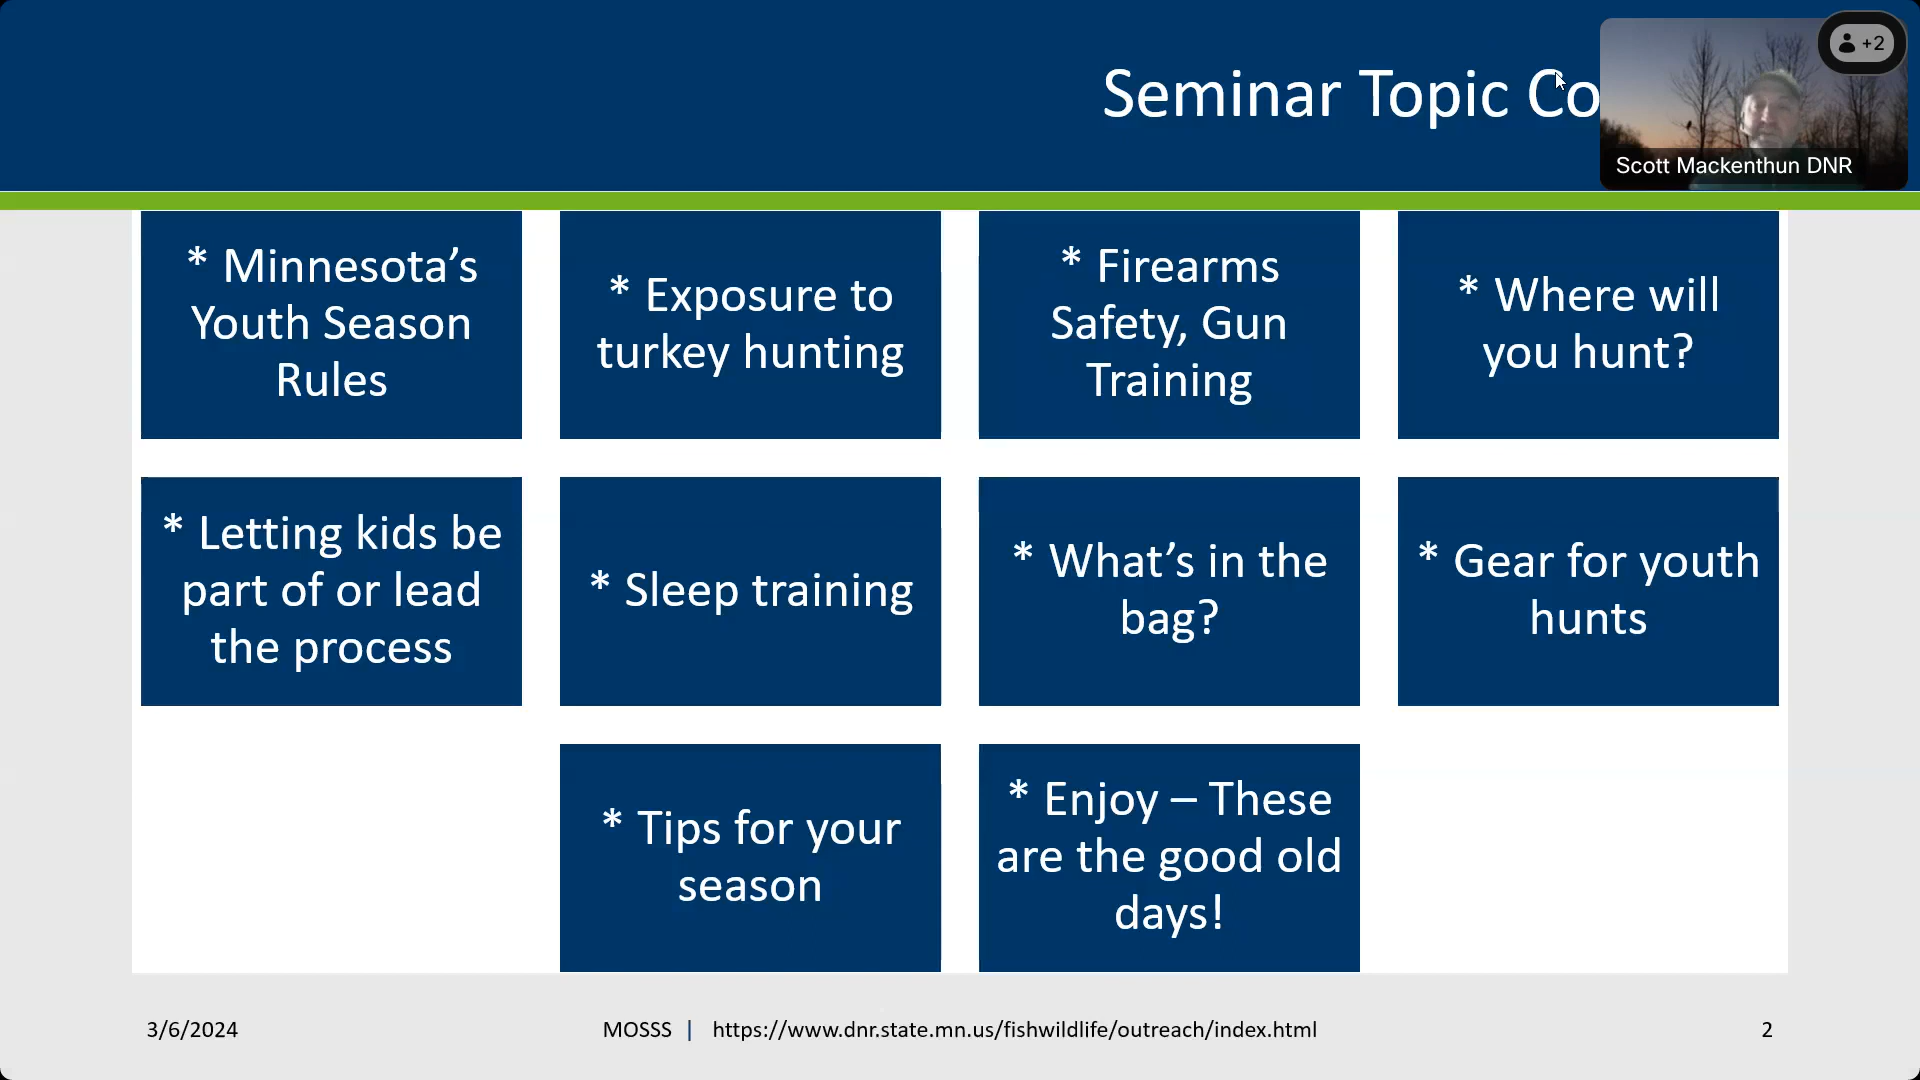 Seminar Topic Co
+2
Scott Mackenthun DNR
* Minnesota’s
Youth Season
Rules
* Exposure to
turkey hunting
* Firearms
Safety, Gun
Training
* Where will
you hunt?
* Letting kids be
part of or lead
the process
* Sleep training
* What’s in the
bag?
* Gear for youth
hunts
* Tips for your
season
* Enjoy – These
are the good old
days!
3/6/2024
MOSSS | https://www.dnr.state.mn.us/fishwildlife/outreach/index.html
2